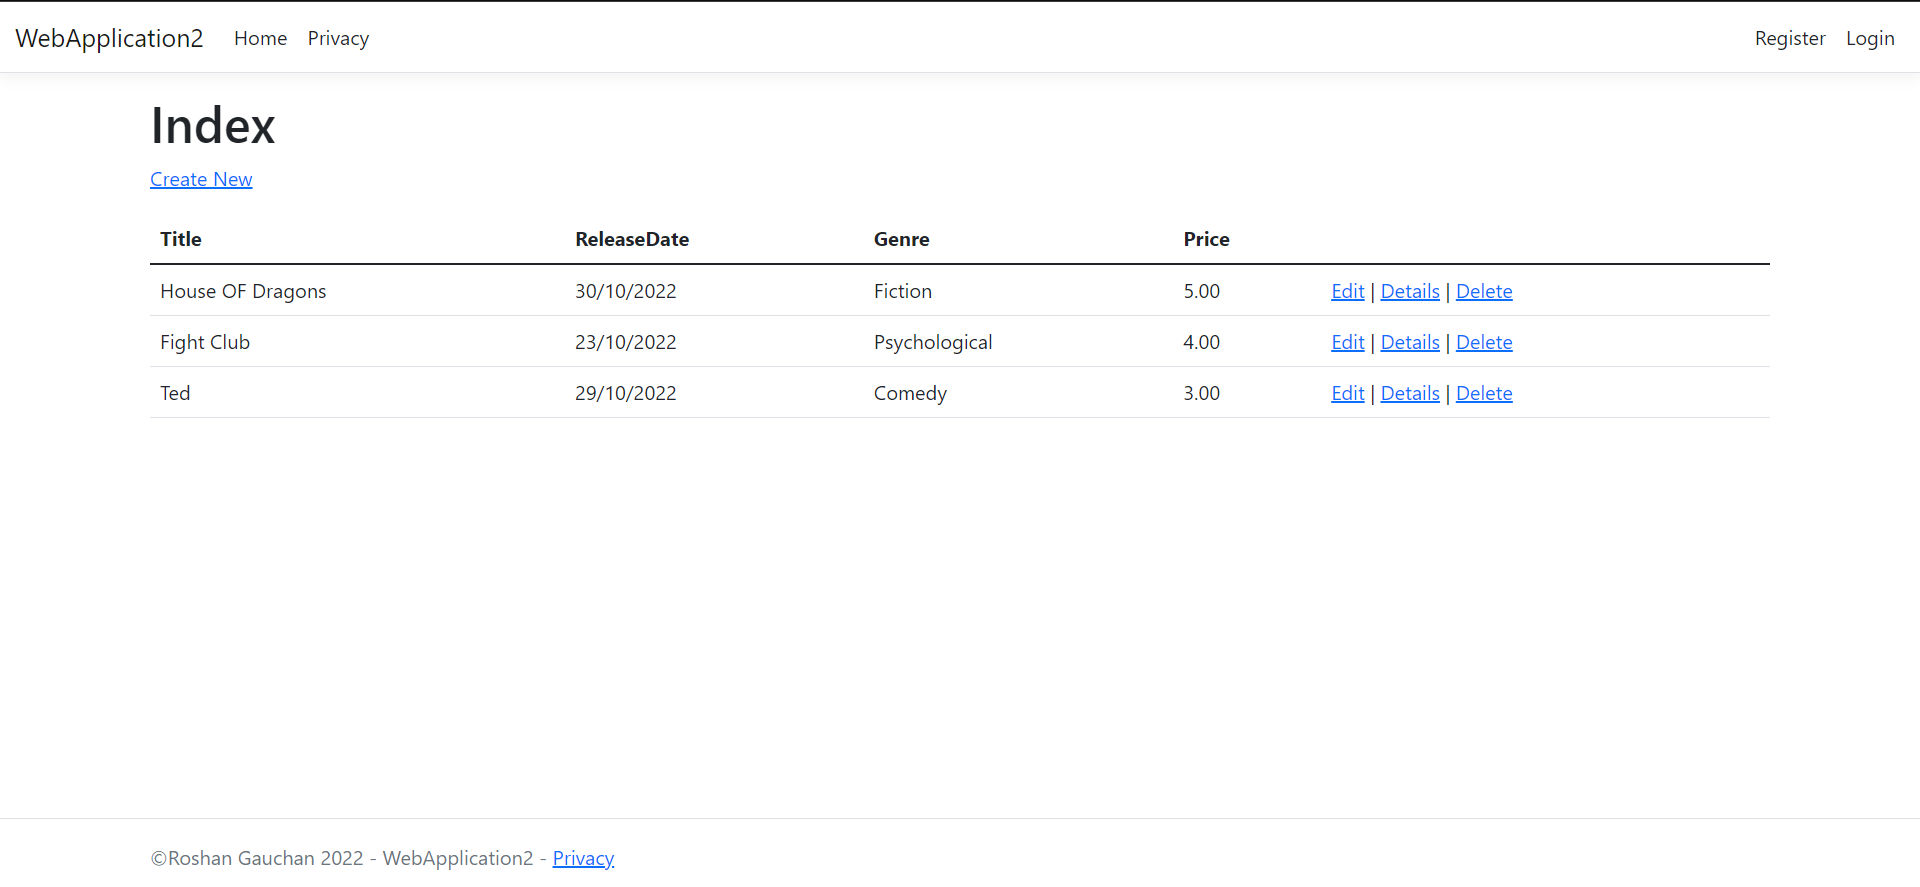 WebApplication2 Home Privacy Register Login
Index
Create New
Title ReleaseDate Genre Price
House OF Dragons 30/10/2022 Fiction 5.00 Edit | Details | Delete
Fight Club 23/10/2022 Psychological 4.00 Edit | Details | Delete
Ted 29/10/2022 Comedy 3.00 Edit | Details | Delete
©Roshan Gauchan 2022 - WebApplication2 - Privacy